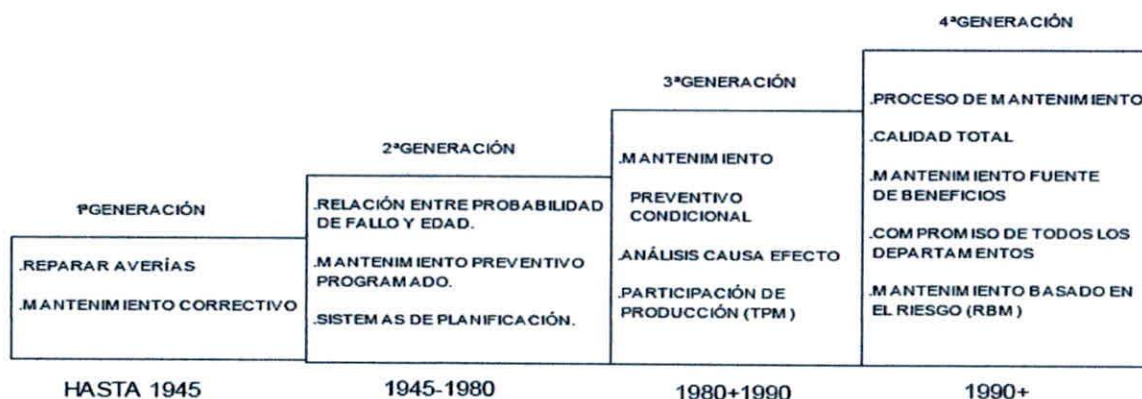 1ªGENERACIÓN
.REPARAR AVERÍAS
.MANTENIMIENTO CORRECTIVO
HASTA 1945
2ªGENERACIÓN
.RELACIÓN ENTRE PROBABILIDAD
DE FALLO Y EDAD.
.MANTENIMIENTO PREVENTIVO
PROGRAMADO.
.SISTEMAS DE PLANIFICACIÓN.
1945-1980
3ªGENERACIÓN
.MANTENIMIENTO
PREVENTIVO
CONDICIONAL
.ANÁLISIS CAUSA EFECTO
.PARTICIPACIÓN DE
PRODUCCIÓN (TPM)
1980+1990
4ªGENERACIÓN
.PROCESO DE MANTENIMIENTO
.CALIDAD TOTAL
.MANTENIMIENTO FUENTE
DE BENEFICIOS
.COMPROMISO DE TODOS LOS
DEPARTAMENTOS
.MANTENIMIENTO BASADO EN
EL RIESGO (RBM)
1990+